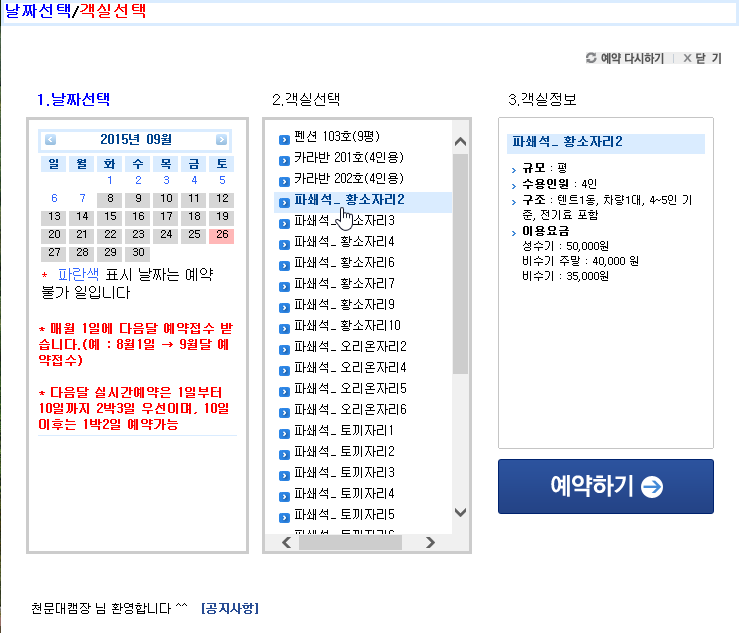 날짜선택/객실선택
예약 다시하기 | X 닫 기
1.날짜선택
2015년 09월
일 월 화 수 목 금 토
1 2 3 4 5
6 7 8 9 10 11 12
13 14 15 16 17 18 19
20 21 22 23 24 25 26
27 28 29 30
* 파란색 표시 날짜는 예약
불가 일입니다
* 매월 1일에 다음달 예약접수 받
습니다.(예 : 8월1일 → 9월달 예
약접수)
* 다음달 실시간예약은 1일부터
10일까지 2박3일 우선이며, 10일
이후는 1박2일 예약가능
2.객실선택
펜션 103호(9평)
카라반 201호(4인용)
카라반 202호(4인용)
파쇄석_ 황소자리2
파쇄석_ 황소자리3
파쇄석_ 황소자리4
파쇄석_ 황소자리6
파쇄석_ 황소자리7
파쇄석_ 황소자리9
파쇄석_ 황소자리10
파쇄석_ 오리온자리2
파쇄석_ 오리온자리4
파쇄석_ 오리온자리5
파쇄석_ 오리온자리6
파쇄석_ 토끼자리1
파쇄석_ 토끼자리2
파쇄석_ 토끼자리3
파쇄석_ 토끼자리4
파쇄석_ 토끼자리5
3.객실정보
파쇄석_ 황소자리2
규모 : 평
수용인원 : 4인
구조 : 텐트1동, 차량1대, 4~5인 기
준, 전기료 포함
이용요금
성수기 : 50,000원
비수기 주말 : 40,000 원
비수기 : 35,000원
예약하기
천문대캠장 님 환영합니다 ^^ [공지사항]